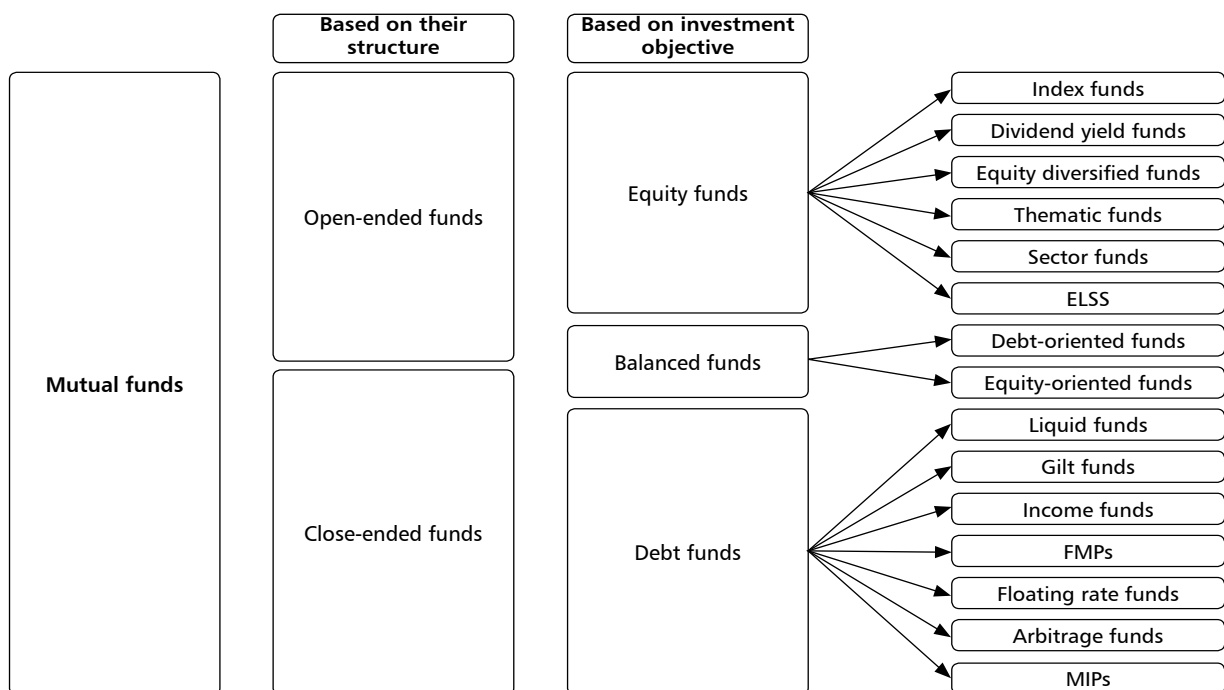 Based on their
structure
Based on investment
objective
Mutual funds
Open-ended funds
Close-ended funds
Equity funds
Balanced funds
Debt funds
Index funds
Dividend yield funds
Equity diversified funds
Thematic funds
Sector funds
ELSS
Debt-oriented funds
Equity-oriented funds
Liquid funds
Gilt funds
Income funds
FMPs
Floating rate funds
Arbitrage funds
MIPs